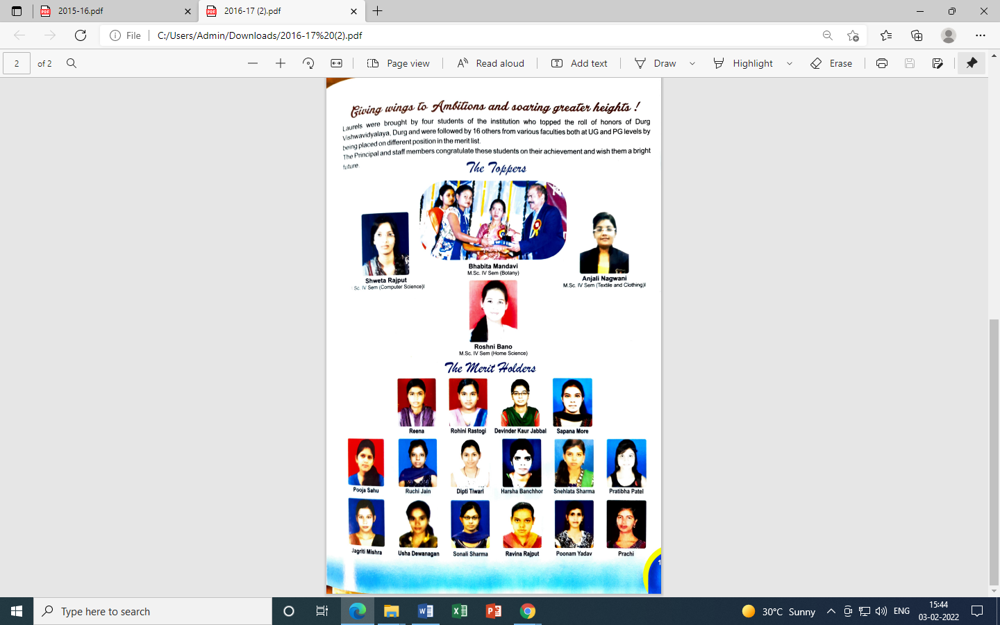 2015-16.pdf
2016-17 (2).pdf
File
C:/Users/Admin/Downloads/2016-17%20(2).pdf
2
of 2
Page view
Read aloud
Add text
Draw
Highlight
Erase
Giving wings to Ambitions and soaring greater heights !
Laurels were brought by four students of the institution who topped the roll of honors of Durg
Vishwavidyalaya, Durg and were followed by 16 others from various faculties both at UG and PG levels by
being placed on different position in the merit list.
The Principal and staff members congratulate these students on their achievement and wish them a bright
future
The Toppers
Bhabita Mandavi
M.Sc. IV Sem (Botany)
Shweta Rajput
Sc. IV Sem (Computer Science)
Anjali Nagwani
M.Sc. IV Sem (Textile and Clothing)
Roshni Bano
M.Sc. IV Sem (Home Science)
The Merit Holders
Reena
Rohini Rastogi
Devinder Kaur Jabbal
Sapana More
Pooja Sahu
Ruchi Jain
Dipti Tiwari
Harsha Banchhor
Snehlata Sharma
Pratibha Patel
Jagriti Mishra
Usha Dewanagan
Sonali Sharma
Ravina Rajput
Poonam Yadav
Prachi
1
Type here to search
30°C Sunny
ENG
15:44
03-02-2022